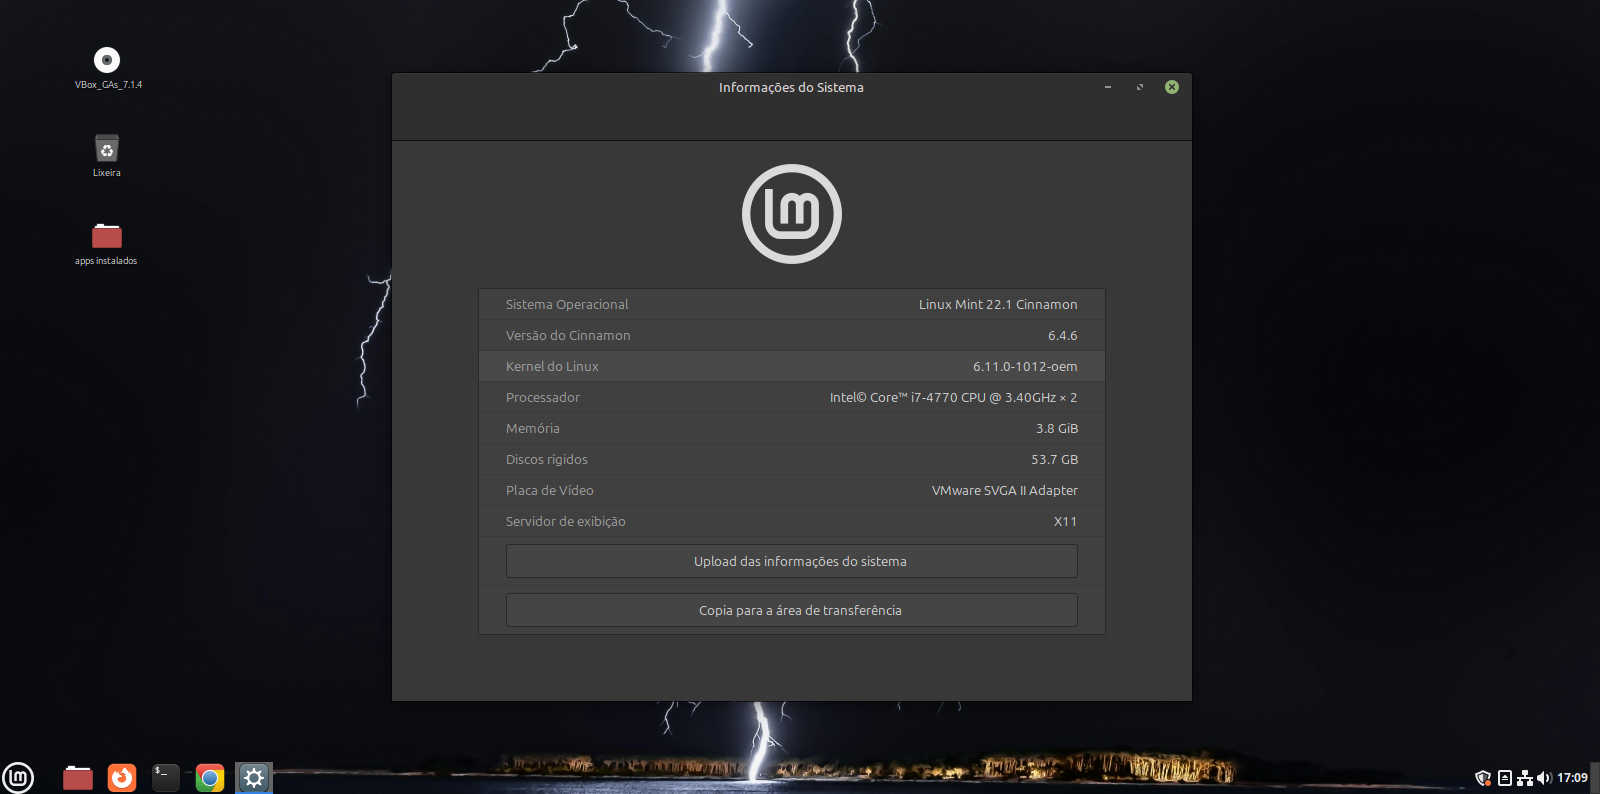 VBox_GAs_7.1.4
Lixeira
apps instalados
Informações do Sistema
Sistema Operacional Linux Mint 22.1 Cinnamon
Versão do Cinnamon 6.4.6
Kernel do Linux 6.11.0-1012-oem
Processador Intel© Core™ i7-4770 CPU @ 3.40GHz × 2
Memória 3.8 GiB
Discos rígidos 53.7 GB
Placa de Vídeo VMware SVGA II Adapter
Servidor de exibição X11
Upload das informações do sistema
Copia para a área de transferência
$_
17:09